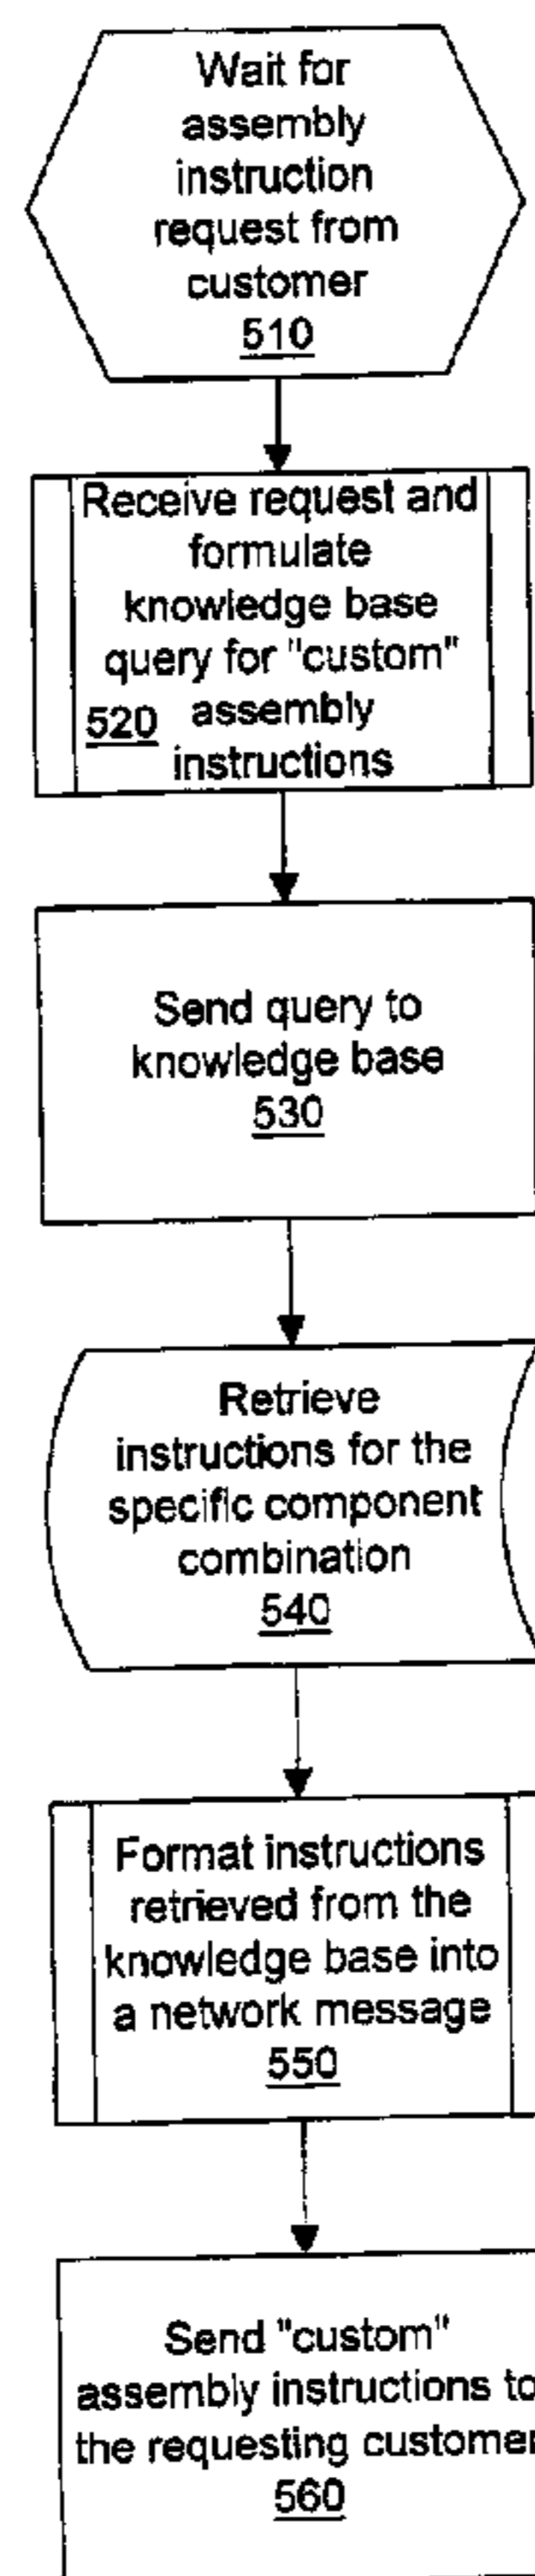 Wait for
assembly
instruction
request from
customer
510
Receive request and
formulate
knowledge base
query for "custom"
520 assembly
instructions
Send query to
knowledge base
530
Retrieve
instructions for the
specific component
combination
540
Format instructions
retrieved from the
knowledge base into
a network message
550
Send "custom"
assembly instructions to
the requesting customer
560